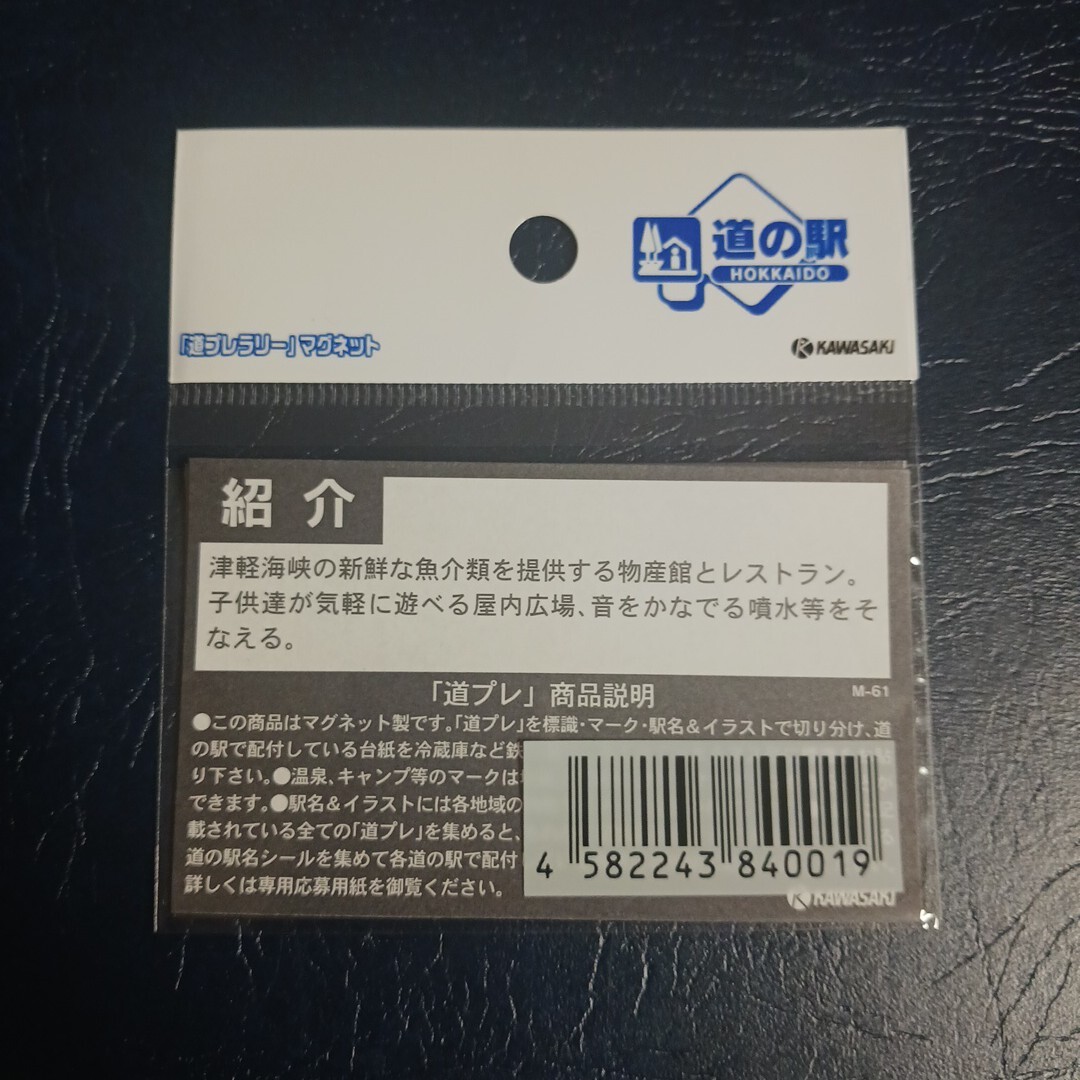 道の駅
HOKKAIDO
「道プレラリー」マグネット
KAWASAKI
紹介
津軽海峡の新鮮な魚介類を提供する物産館とレストラン。
子供達が気軽に遊べる屋内広場、音をかなでる噴水等をそ
なえる。
「道プレ」商品説明
M-61
●この商品はマグネット製です。「道プレ」を標識・マーク・駅名&イラストで切り分け、道
の駅で配付している台紙を冷蔵庫など鉄
り下さい。●温泉、キャンプ等のマークは
できます。●駅名&イラストには各地域の
載されている全ての「道プレ」を集めると、
道の駅名シールを集めて各道の駅で配付
詳しくは専用応募用紙を御覧ください。
4 582243 840019
KAWASAKI